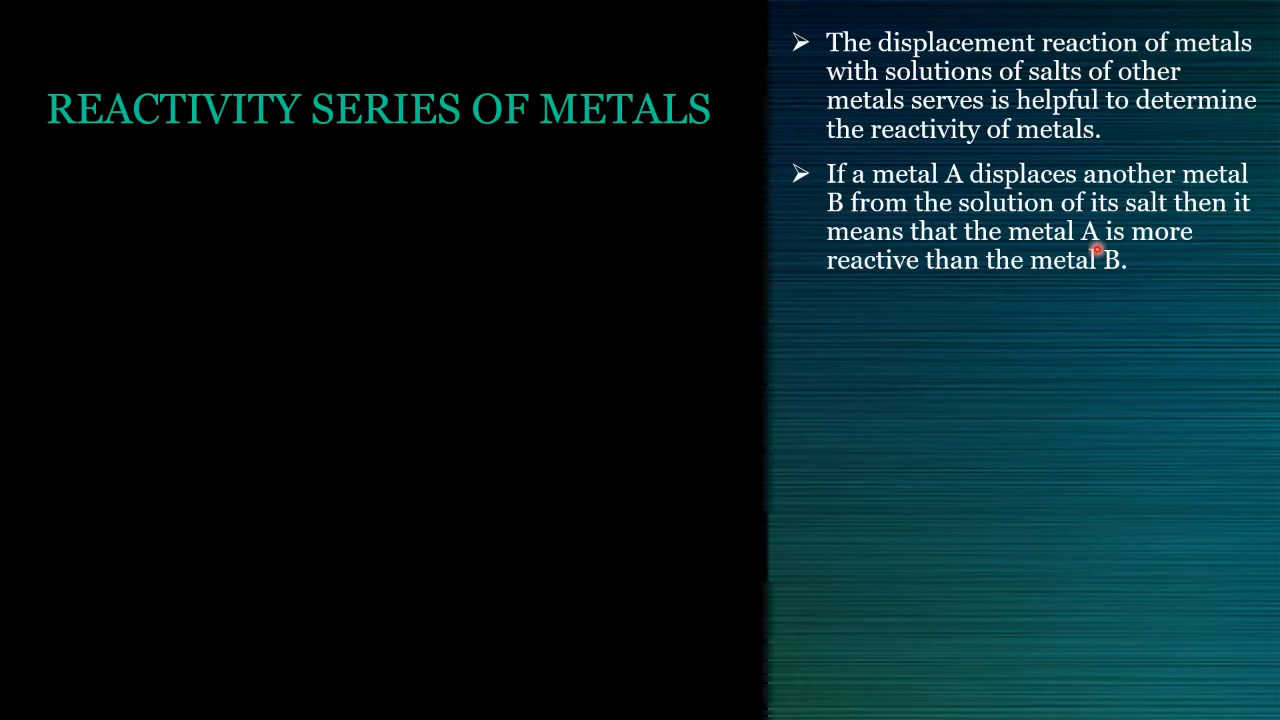 REACTIVITY SERIES OF METALS
➢ The displacement reaction of metals
with solutions of salts of other
metals serves is helpful to determine
the reactivity of metals.
➢ If a metal A displaces another metal
B from the solution of its salt then it
means that the metal A is more
reactive than the metal B.